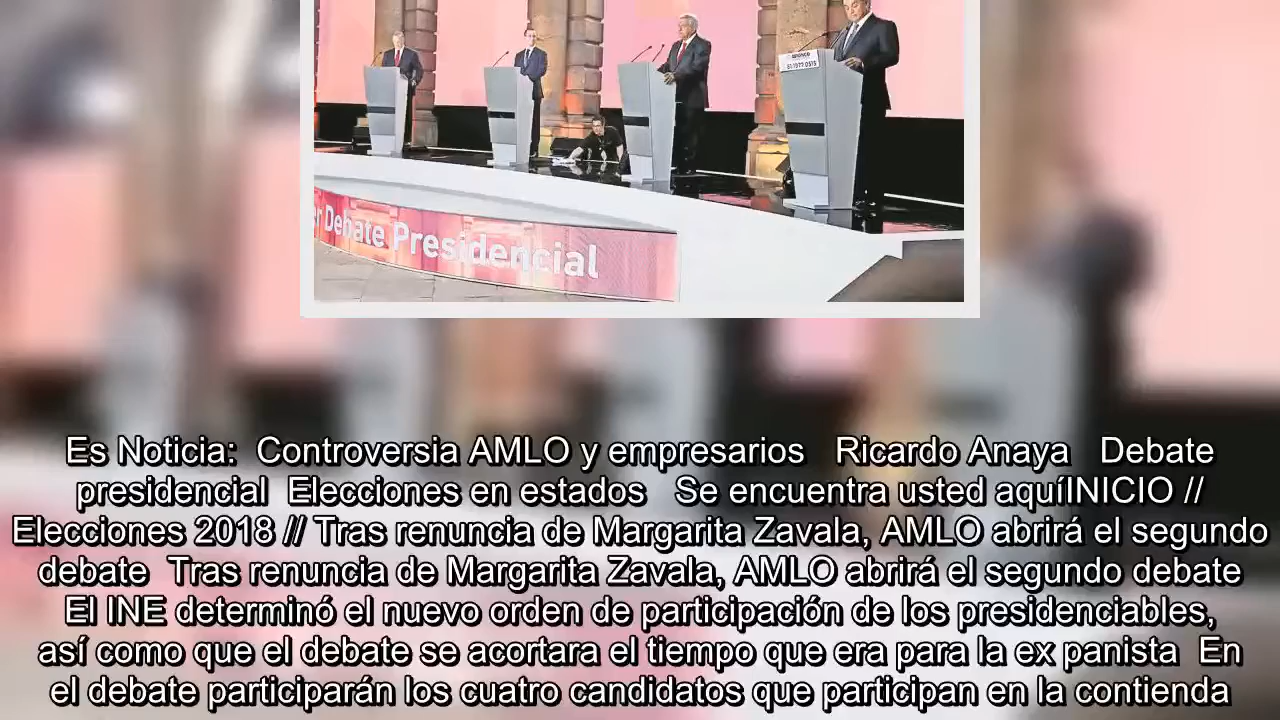 BRONCO
er Debate Presidencial
Es Noticia: Controversia AMLO y empresarios Ricardo Anaya Debate
presidencial Elecciones en estados Se encuentra usted aquíINICIO //
Elecciones 2018 // Tras renuncia de Margarita Zavala, AMLO abrirá el segundo
debate Tras renuncia de Margarita Zavala, AMLO abrirá el segundo debate
El INE determinó el nuevo orden de participación de los presidenciables,
así como que el debate se acortara el tiempo que era para la ex panista En
el debate participarán los cuatro candidatos que participan en la contienda